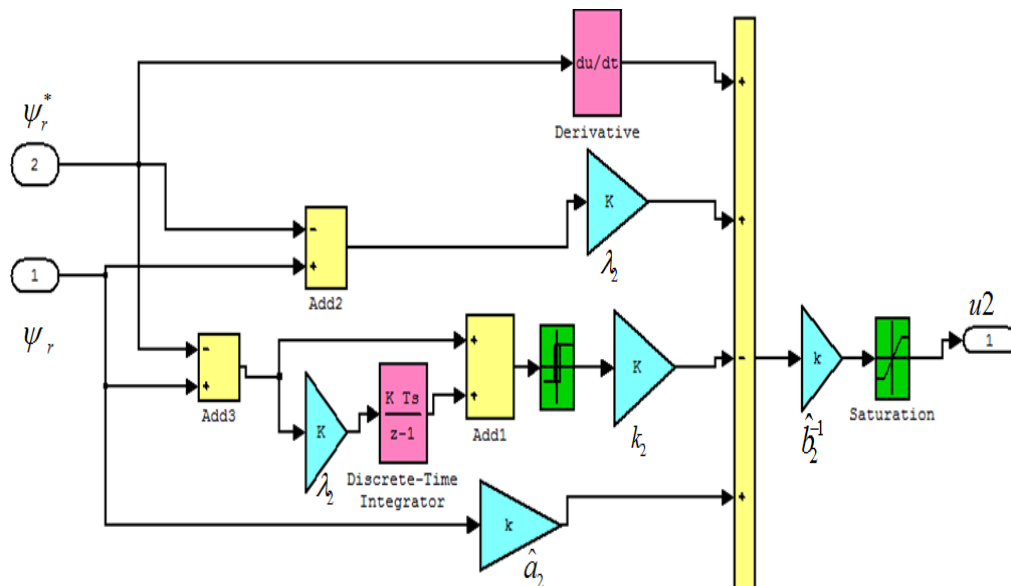 du/dt
+
Derivative
ψ*r
2
K
+
-
+
Add2
λ2
1
ψr
-
+
Add3
+
+
Add1
K
-
k
u2
1
K
λ2
K Ts
z-1
Discrete-Time
Integrator
k2
b̂2⁻¹
Saturation
k
+
â2